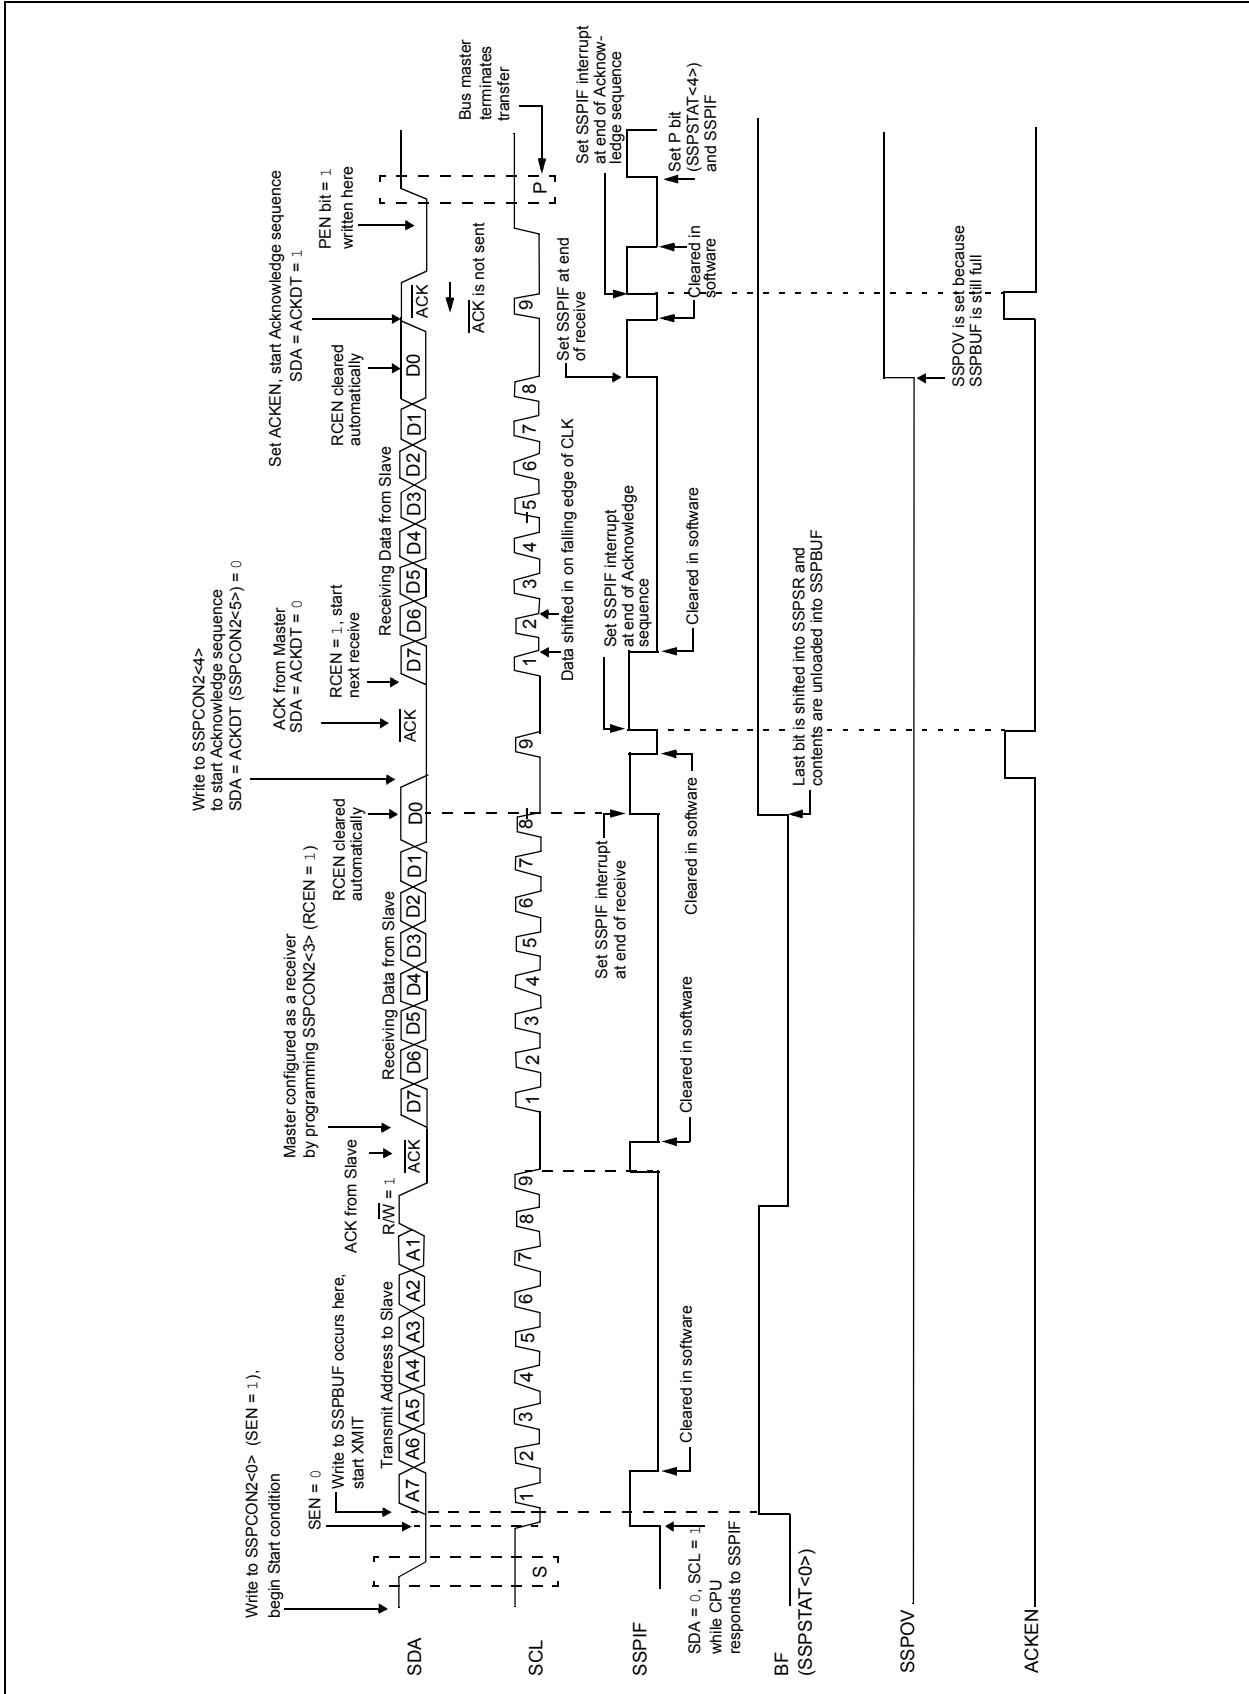 Write to SSPCON2<0> (SEN = 1),
begin Start condition
SEN = 0
Write to SSPBUF occurs here,
start XMIT
ACK from Slave
Master configured as a receiver
by programming SSPCON2<3> (RCEN = 1)
RCEN cleared
automatically
Write to SSPCON2<4>
to start Acknowledge sequence
SDA = ACKDT (SSPCON2<5>) = 0
ACK from Master
SDA = ACKDT = 0
RCEN = 1, start
next receive
RCEN cleared
automatically
Set ACKEN, start Acknowledge sequence
SDA = ACKDT = 1
PEN bit = 1
written here
Transmit Address to Slave
R/W = 1
Receiving Data from Slave
Receiving Data from Slave
SDA
A7 A6 A5 A4 A3 A2 A1
ACK
D7 D6 D5 D4 D3 D2 D1 D0
ACK
D7 D6 D5 D4 D3 D2 D1 D0
ACK
ACK is not sent
Bus master
terminates
transfer
SCL
S
1 2 3 4 5 6 7 8 9
1 2 3 4 5 6 7 8
9
1 2 3 4 5 6 7 8
9
P
Data shifted in on falling edge of CLK
Set SSPIF interrupt
at end of receive
Set SSPIF interrupt
at end of Acknowledge
sequence
Set SSPIF at end
of receive
Set SSPIF interrupt
at end of Acknow-
ledge sequence
SSPIF
SDA = 0, SCL = 1
while CPU
responds to SSPIF
Cleared in software
Cleared in software
Cleared in software
Cleared in software
Cleared in
software
Set P bit
(SSPSTAT<4>)
and SSPIF
BF
(SSPSTAT<0>)
Last bit is shifted into SSPSR and
contents are unloaded into SSPBUF
SSPOV
SSPOV is set because
SSPBUF is still full
ACKEN